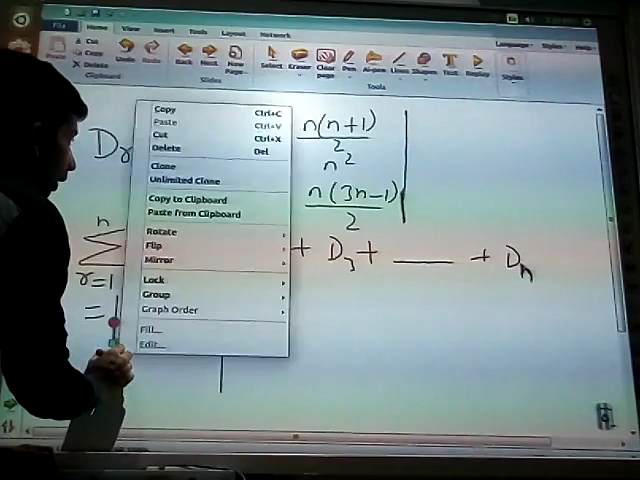 File Home View Insert Tools Layout Network Language Styles Help
Paste Cut Copy Delete Undo Redo Back Next New Page Select Eraser Clear page Pen Lines Shapes Text Replay Styles
Clipboard Slides Tools
Copy Ctrl+C
Paste Ctrl+V
Cut Ctrl+X
Delete Del
Clone
Unlimited Clone
Copy to Clipboard
Paste from Clipboard
Rotate
Flip
Mirror
Lock
Group
Graph Order
Fill...
Edit...
D_r
n(n+1)/2
n²
n(3n-1)/2
n ∑ r=1
+ D₃ + ___ + D_n
=